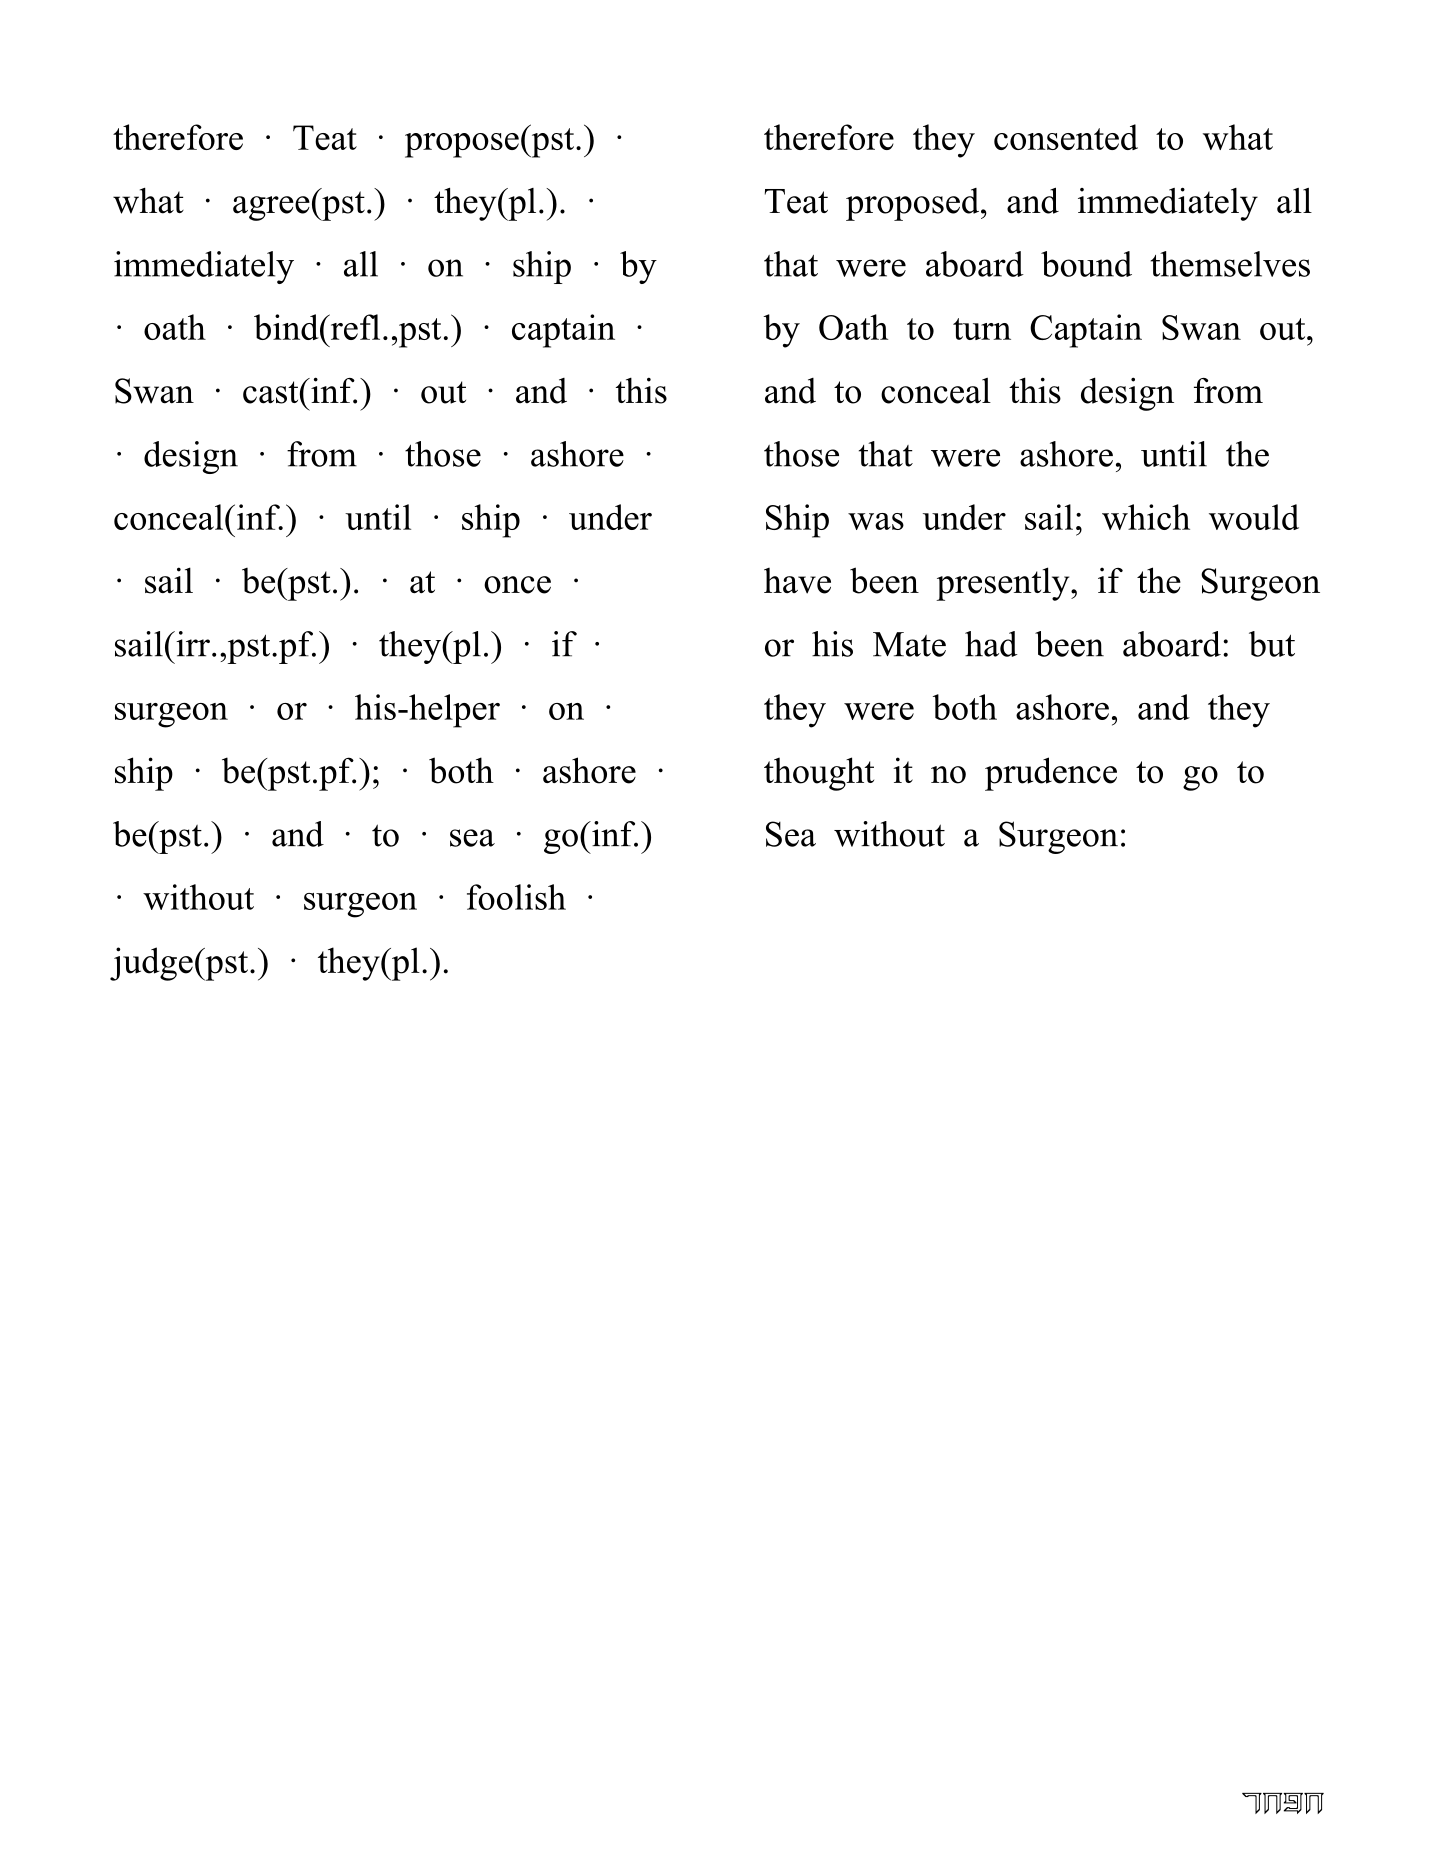 therefore · Teat · propose(pst.) ·
what · agree(pst.) · they(pl.). ·
immediately · all · on · ship · by
· oath · bind(refl.,pst.) · captain ·
Swan · cast(inf.) · out · and · this
· design · from · those · ashore ·
conceal(inf.) · until · ship · under
· sail · be(pst.). · at · once ·
sail(irr.,pst.pf.) · they(pl.) · if ·
surgeon · or · his-helper · on ·
ship · be(pst.pf.); · both · ashore ·
be(pst.) · and · to · sea · go(inf.)
· without · surgeon · foolish ·
judge(pst.) · they(pl.).
therefore they consented to what
Teat proposed, and immediately all
that were aboard bound themselves
by Oath to turn Captain Swan out,
and to conceal this design from
those that were ashore, until the
Ship was under sail; which would
have been presently, if the Surgeon
or his Mate had been aboard: but
they were both ashore, and they
thought it no prudence to go to
Sea without a Surgeon: